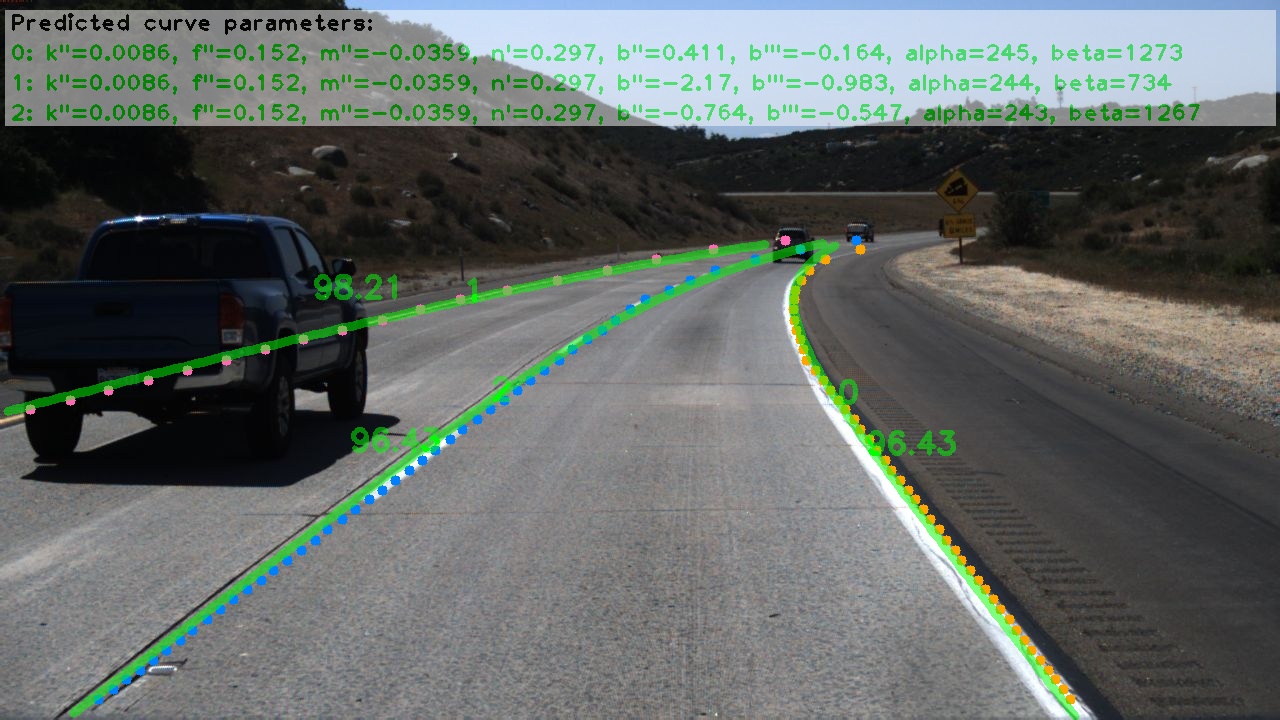 Predicted curve parameters:
0: k''=0.0086, f''=0.152, m''=−0.0359, n'=0.297, b''=0.411, b'''=−0.164, alpha=245, beta=1273
1: k''=0.0086, f''=0.152, m''=−0.0359, n'=0.297, b''=−2.17, b'''=−0.983, alpha=244, beta=734
2: k''=0.0086, f''=0.152, m''=−0.0359, n'=0.297, b''=−0.764, b'''=−0.547, alpha=243, beta=1267
98.21
1
0
96.43
96.43